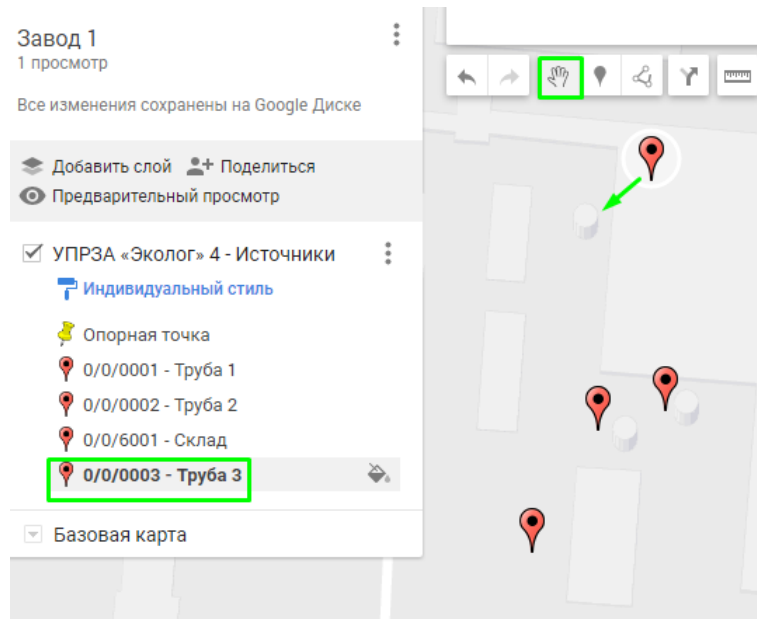 Завод 1
1 просмотр
Все изменения сохранены на Google Диске
Добавить слой Поделиться
Предварительный просмотр
УПРЗА «Эколог» 4 - Источники
Индивидуальный стиль
Опорная точка
0/0/0001 - Труба 1
0/0/0002 - Труба 2
0/0/6001 - Склад
0/0/0003 - Труба 3
Базовая карта